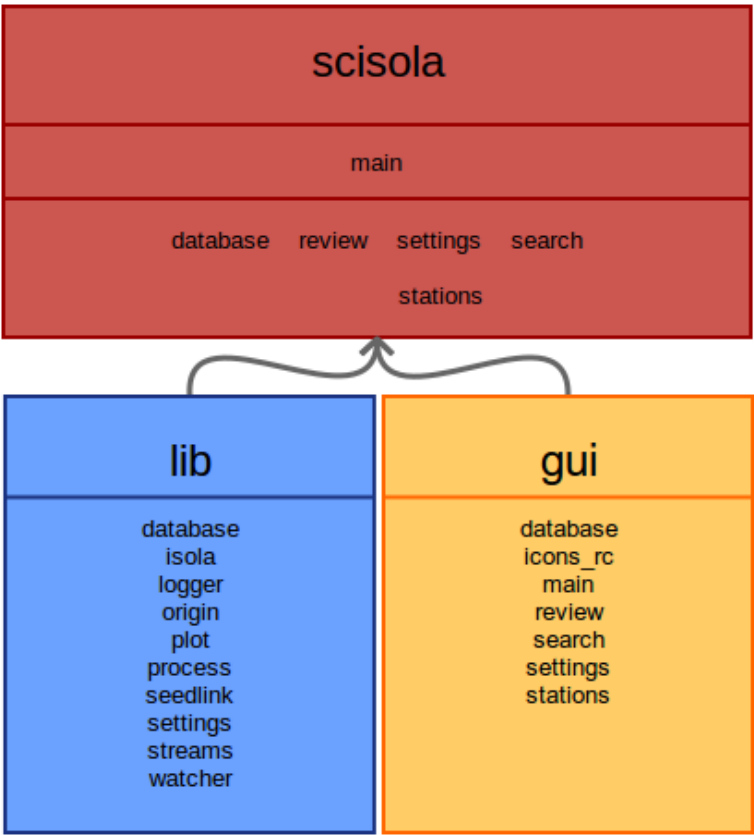 scisola
main
database review settings search
stations
lib
database
isola
logger
origin
plot
process
seedlink
settings
streams
watcher
gui
database
icons_rc
main
review
search
settings
stations